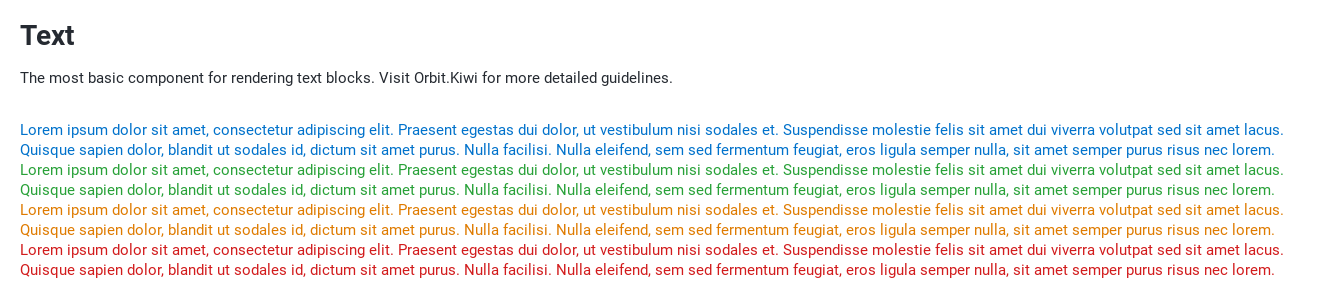 Text
The most basic component for rendering text blocks. Visit Orbit.Kiwi for more detailed guidelines.
Lorem ipsum dolor sit amet, consectetur adipiscing elit. Praesent egestas dui dolor, ut vestibulum nisi sodales et. Suspendisse molestie felis sit amet dui viverra volutpat sed sit amet lacus.
Quisque sapien dolor, blandit ut sodales id, dictum sit amet purus. Nulla facilisi. Nulla eleifend, sem sed fermentum feugiat, eros ligula semper nulla, sit amet semper purus risus nec lorem.
Lorem ipsum dolor sit amet, consectetur adipiscing elit. Praesent egestas dui dolor, ut vestibulum nisi sodales et. Suspendisse molestie felis sit amet dui viverra volutpat sed sit amet lacus.
Quisque sapien dolor, blandit ut sodales id, dictum sit amet purus. Nulla facilisi. Nulla eleifend, sem sed fermentum feugiat, eros ligula semper nulla, sit amet semper purus risus nec lorem.
Lorem ipsum dolor sit amet, consectetur adipiscing elit. Praesent egestas dui dolor, ut vestibulum nisi sodales et. Suspendisse molestie felis sit amet dui viverra volutpat sed sit amet lacus.
Quisque sapien dolor, blandit ut sodales id, dictum sit amet purus. Nulla facilisi. Nulla eleifend, sem sed fermentum feugiat, eros ligula semper nulla, sit amet semper purus risus nec lorem.
Lorem ipsum dolor sit amet, consectetur adipiscing elit. Praesent egestas dui dolor, ut vestibulum nisi sodales et. Suspendisse molestie felis sit amet dui viverra volutpat sed sit amet lacus.
Quisque sapien dolor, blandit ut sodales id, dictum sit amet purus. Nulla facilisi. Nulla eleifend, sem sed fermentum feugiat, eros ligula semper nulla, sit amet semper purus risus nec lorem.